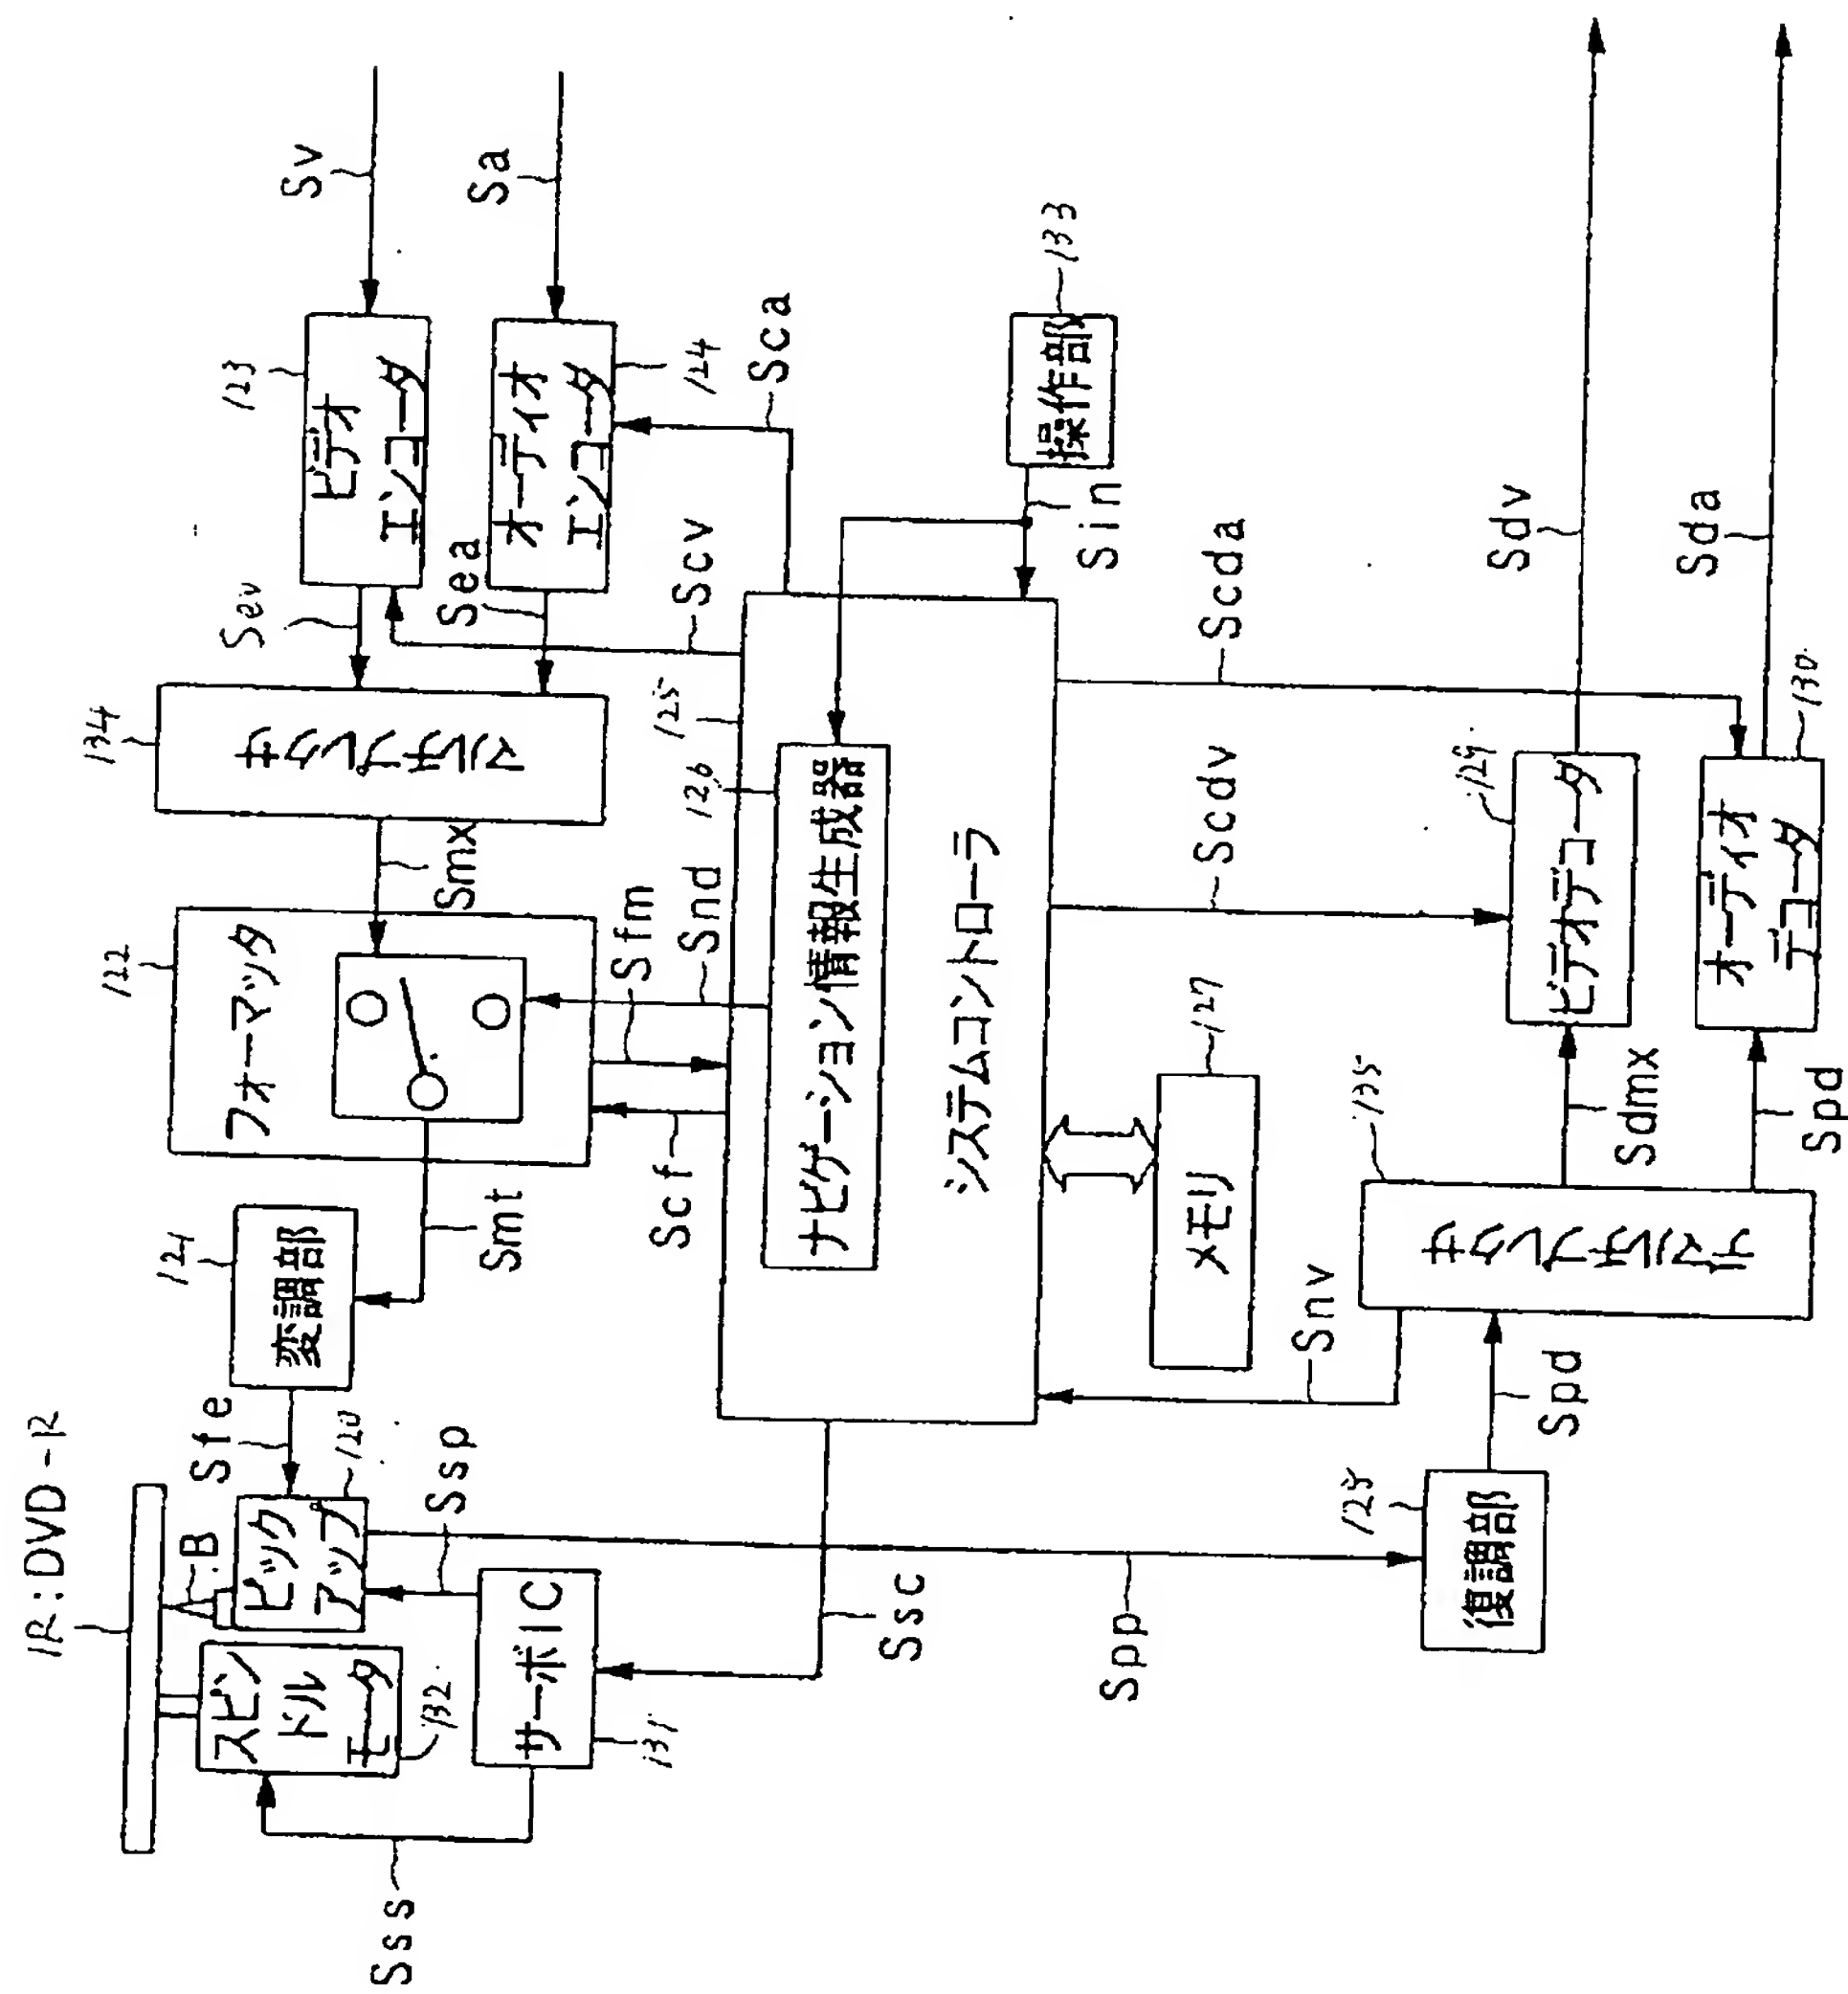 1R:DVD-R
B
スピン
ドル
モータ
132
ピック
アップ
120
Sss
Ssp
サーボIC
131
Ssc
Sfe
変調部
121
Smt
フォーマッタ
122
Smx
マルチプレクサ
134
Sev
Sea
ビデオ
エンコーダ
123
オーディオ
エンコーダ
124
Sv
Sa
Sca
Scv
Scf
Sfm
Snd
125
126
ナビゲーション情報生成器
システムコントローラ
操作部
133
Sin
メモリ
127
Snv
Scdv
Scda
Spp
復調部
128
Spd
デマルチプレクサ
135
Sdmx
Spd
ビデオデコーダ
129
オーディオ
デコーダ
130
Sdv
Sda